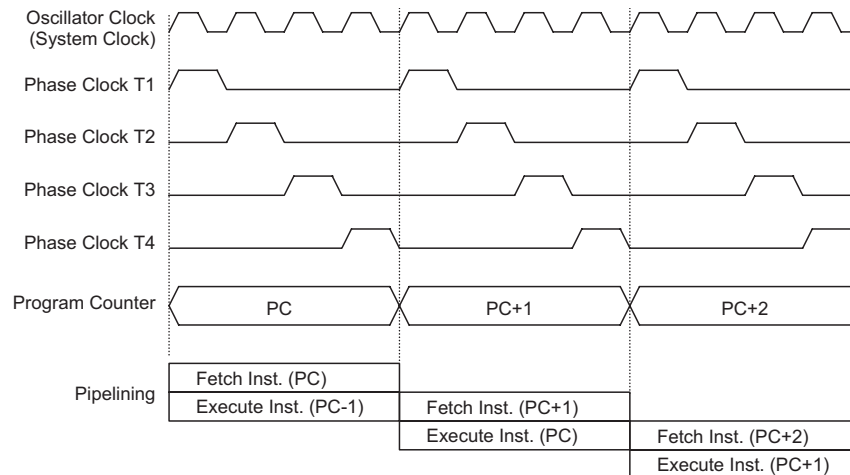 Oscillator Clock
(System Clock)
Phase Clock T1
Phase Clock T2
Phase Clock T3
Phase Clock T4
Program Counter
PC
PC+1
PC+2
Pipelining
Fetch Inst. (PC)
Execute Inst. (PC-1)
Fetch Inst. (PC+1)
Execute Inst. (PC)
Fetch Inst. (PC+2)
Execute Inst. (PC+1)